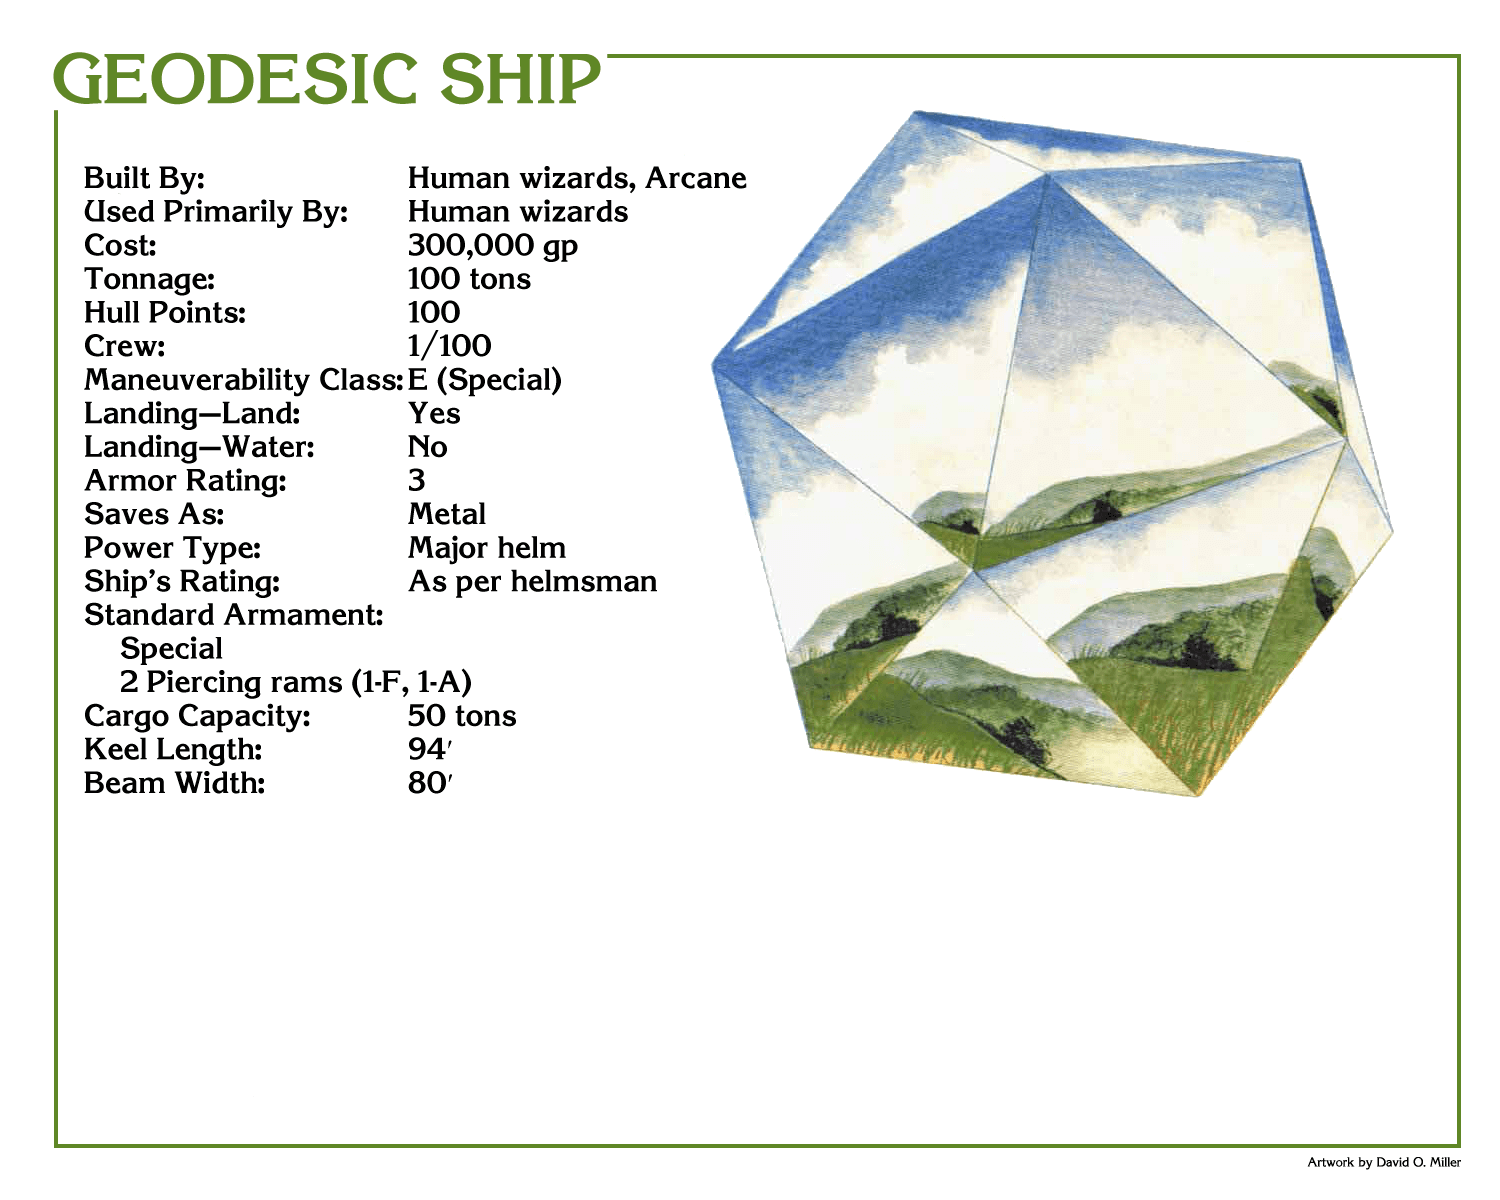 GEODESIC SHIP
Built By: Human wizards, Arcane
Used Primarily By: Human wizards
Cost: 300,000 gp
Tonnage: 100 tons
Hull Points: 100
Crew: 1/100
Maneuverability Class: E (Special)
Landing—Land: Yes
Landing—Water: No
Armor Rating: 3
Saves As: Metal
Power Type: Major helm
Ship's Rating: As per helmsman
Standard Armament:
Special
2 Piercing rams (1-F, 1-A)
Cargo Capacity: 50 tons
Keel Length: 94′
Beam Width: 80′
Artwork by David O. Miller